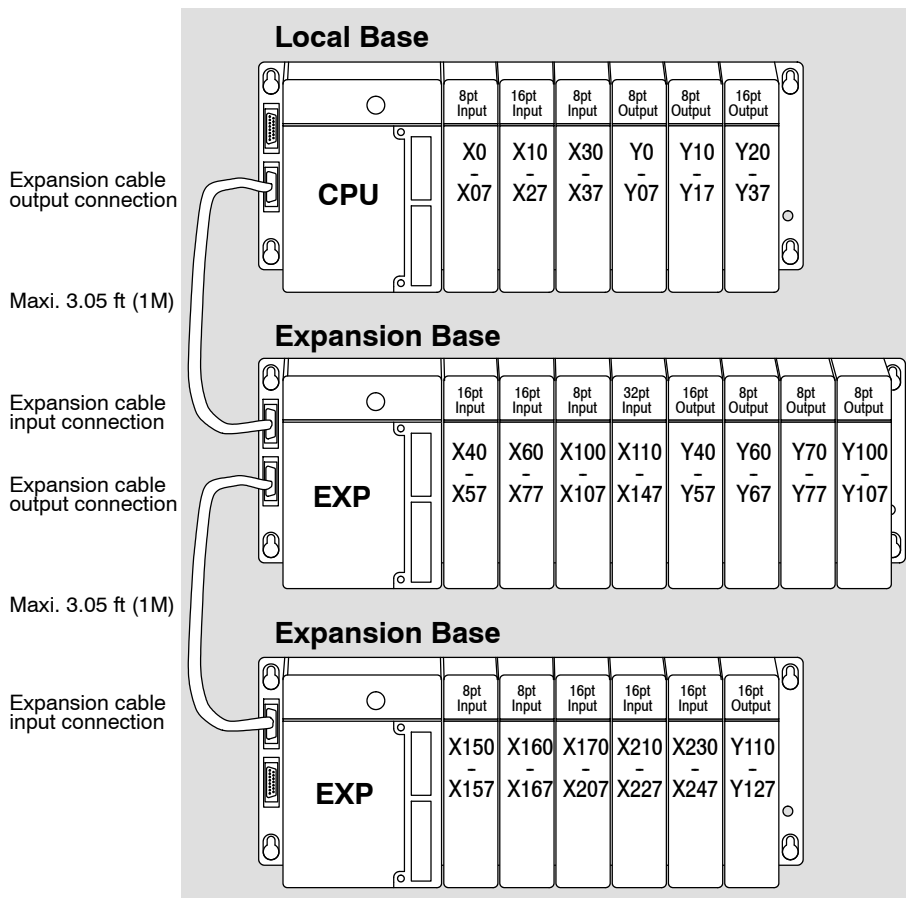 Local Base
8pt Input
16pt Input
8pt Input
8pt Output
8pt Output
16pt Output
CPU
X0 - X07
X10 - X27
X30 - X37
Y0 - Y07
Y10 - Y17
Y20 - Y37
Expansion cable
output connection
Maxi. 3.05 ft (1M)
Expansion Base
Expansion cable
input connection
Expansion cable
output connection
16pt Input
16pt Input
8pt Input
32pt Input
16pt Output
8pt Output
8pt Output
8pt Output
EXP
X40 - X57
X60 - X77
X100 - X107
X110 - X147
Y40 - Y57
Y60 - Y67
Y70 - Y77
Y100 - Y107
Maxi. 3.05 ft (1M)
Expansion Base
Expansion cable
input connection
8pt Input
8pt Input
16pt Input
16pt Input
16pt Input
16pt Output
EXP
X150 - X157
X160 - X167
X170 - X207
X210 - X227
X230 - X247
Y110 - Y127